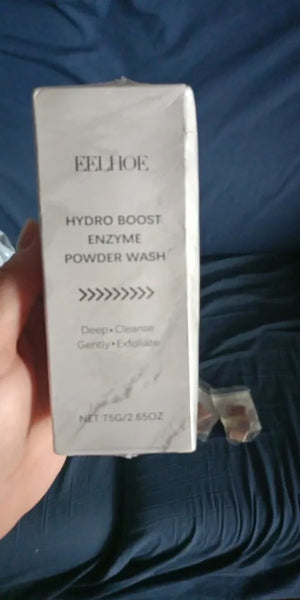 EELHOE
HYDRO BOOST
ENZYME
POWDER WASH
>>>>>>>>>
Deep•Cleanse
Gently•Exfoliate
NET 75G/2.65OZ